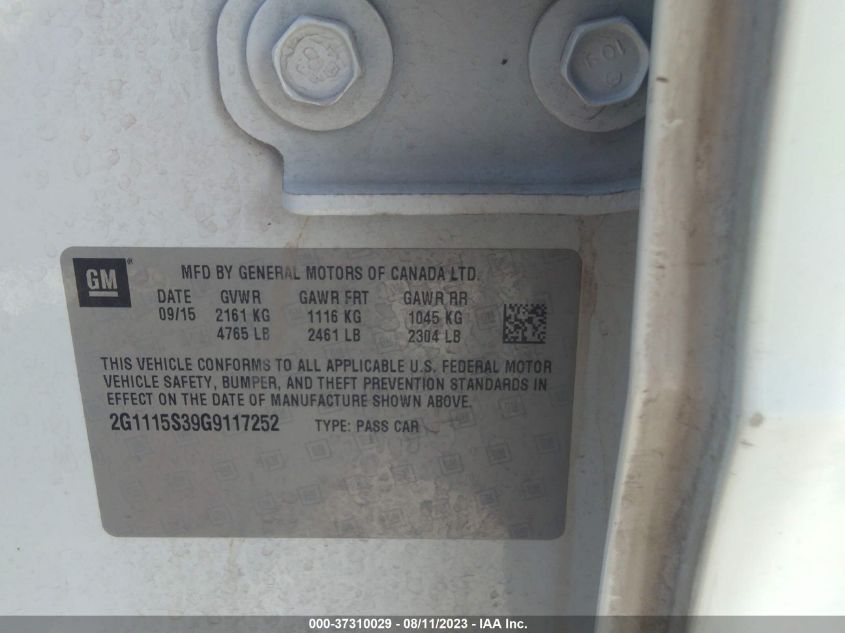 GM
MFD BY GENERAL MOTORS OF CANADA LTD.
DATE GVWR GAWR FRT GAWR RR
09/15 2161 KG 1116 KG 1045 KG
4765 LB 2461 LB 2304 LB
THIS VEHICLE CONFORMS TO ALL APPLICABLE U.S. FEDERAL MOTOR
VEHICLE SAFETY, BUMPER, AND THEFT PREVENTION STANDARDS IN
EFFECT ON THE DATE OF MANUFACTURE SHOWN ABOVE.
2G1115S39G9117252 TYPE: PASS CAR
000-37310029 - 08/11/2023 - IAA Inc.